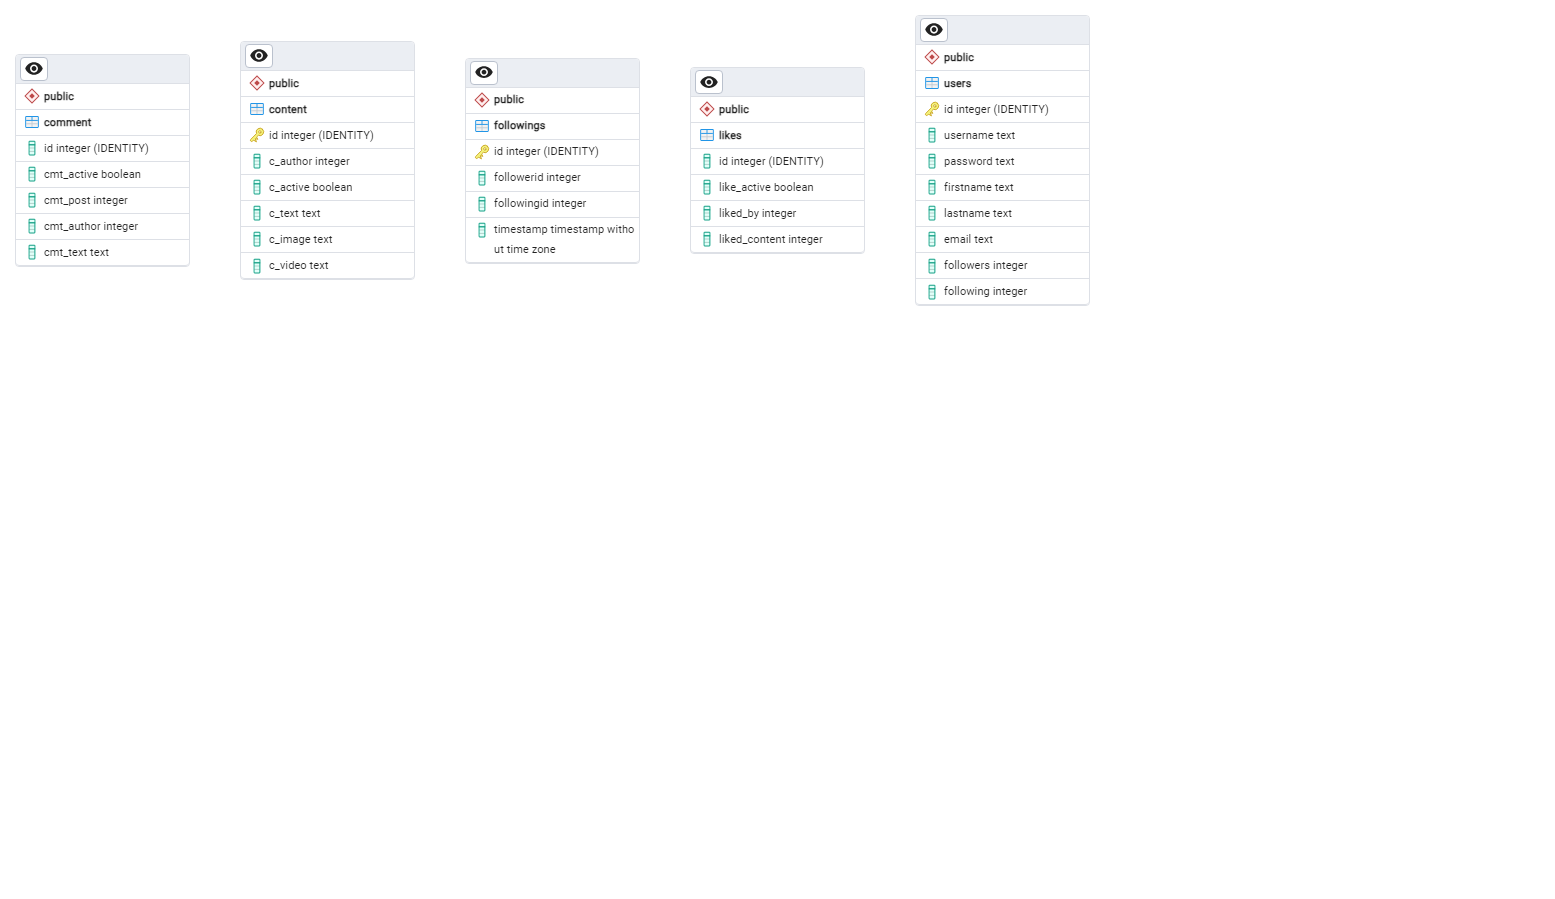 public
comment
id integer (IDENTITY)
cmt_active boolean
cmt_post integer
cmt_author integer
cmt_text text
public
content
id integer (IDENTITY)
c_author integer
c_active boolean
c_text text
c_image text
c_video text
public
followings
id integer (IDENTITY)
followerid integer
followingid integer
timestamp timestamp witho
ut time zone
public
likes
id integer (IDENTITY)
like_active boolean
liked_by integer
liked_content integer
public
users
id integer (IDENTITY)
username text
password text
firstname text
lastname text
email text
followers integer
following integer